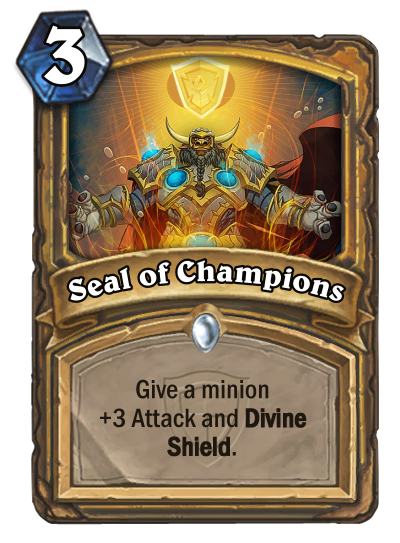 3
Seal of Champions
Give a minion
+3 Attack and Divine
Shield.